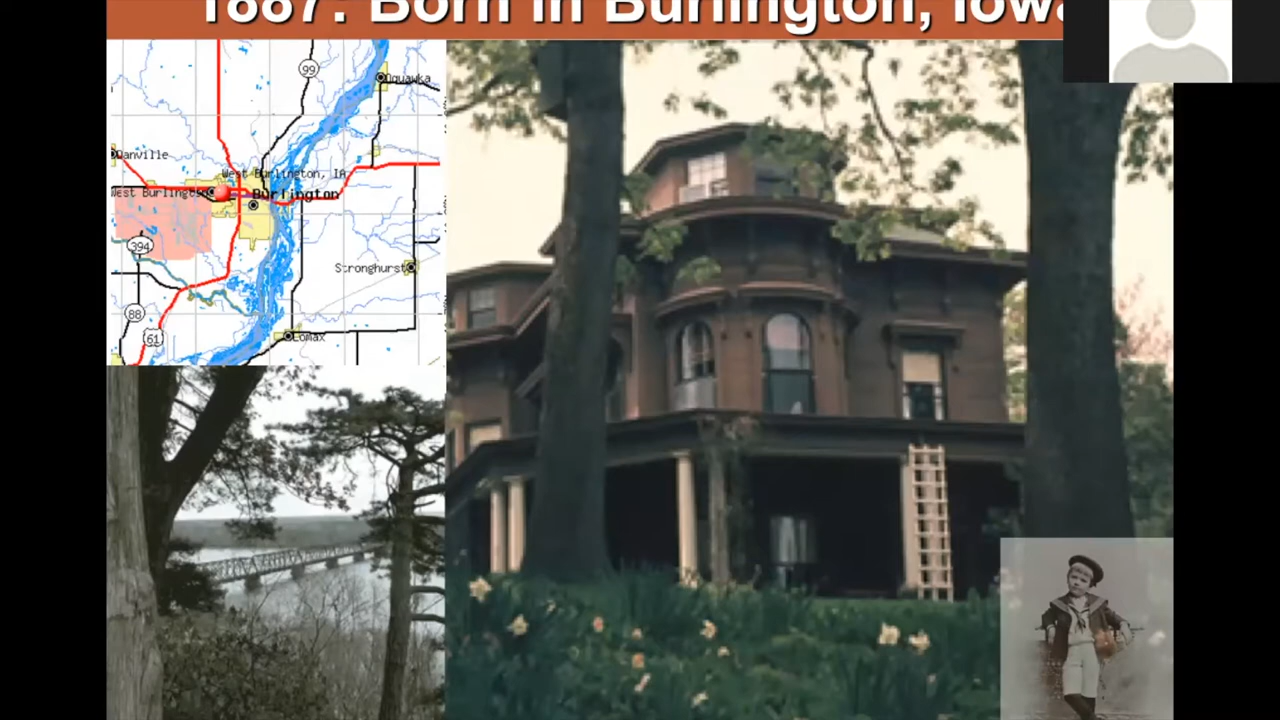 1887: Born in Burlington, Iowa
99
Oquawka
Danville
West Burlington, IA
West Burlington
Burlington
394
Stronghurst
88
61
Lomax